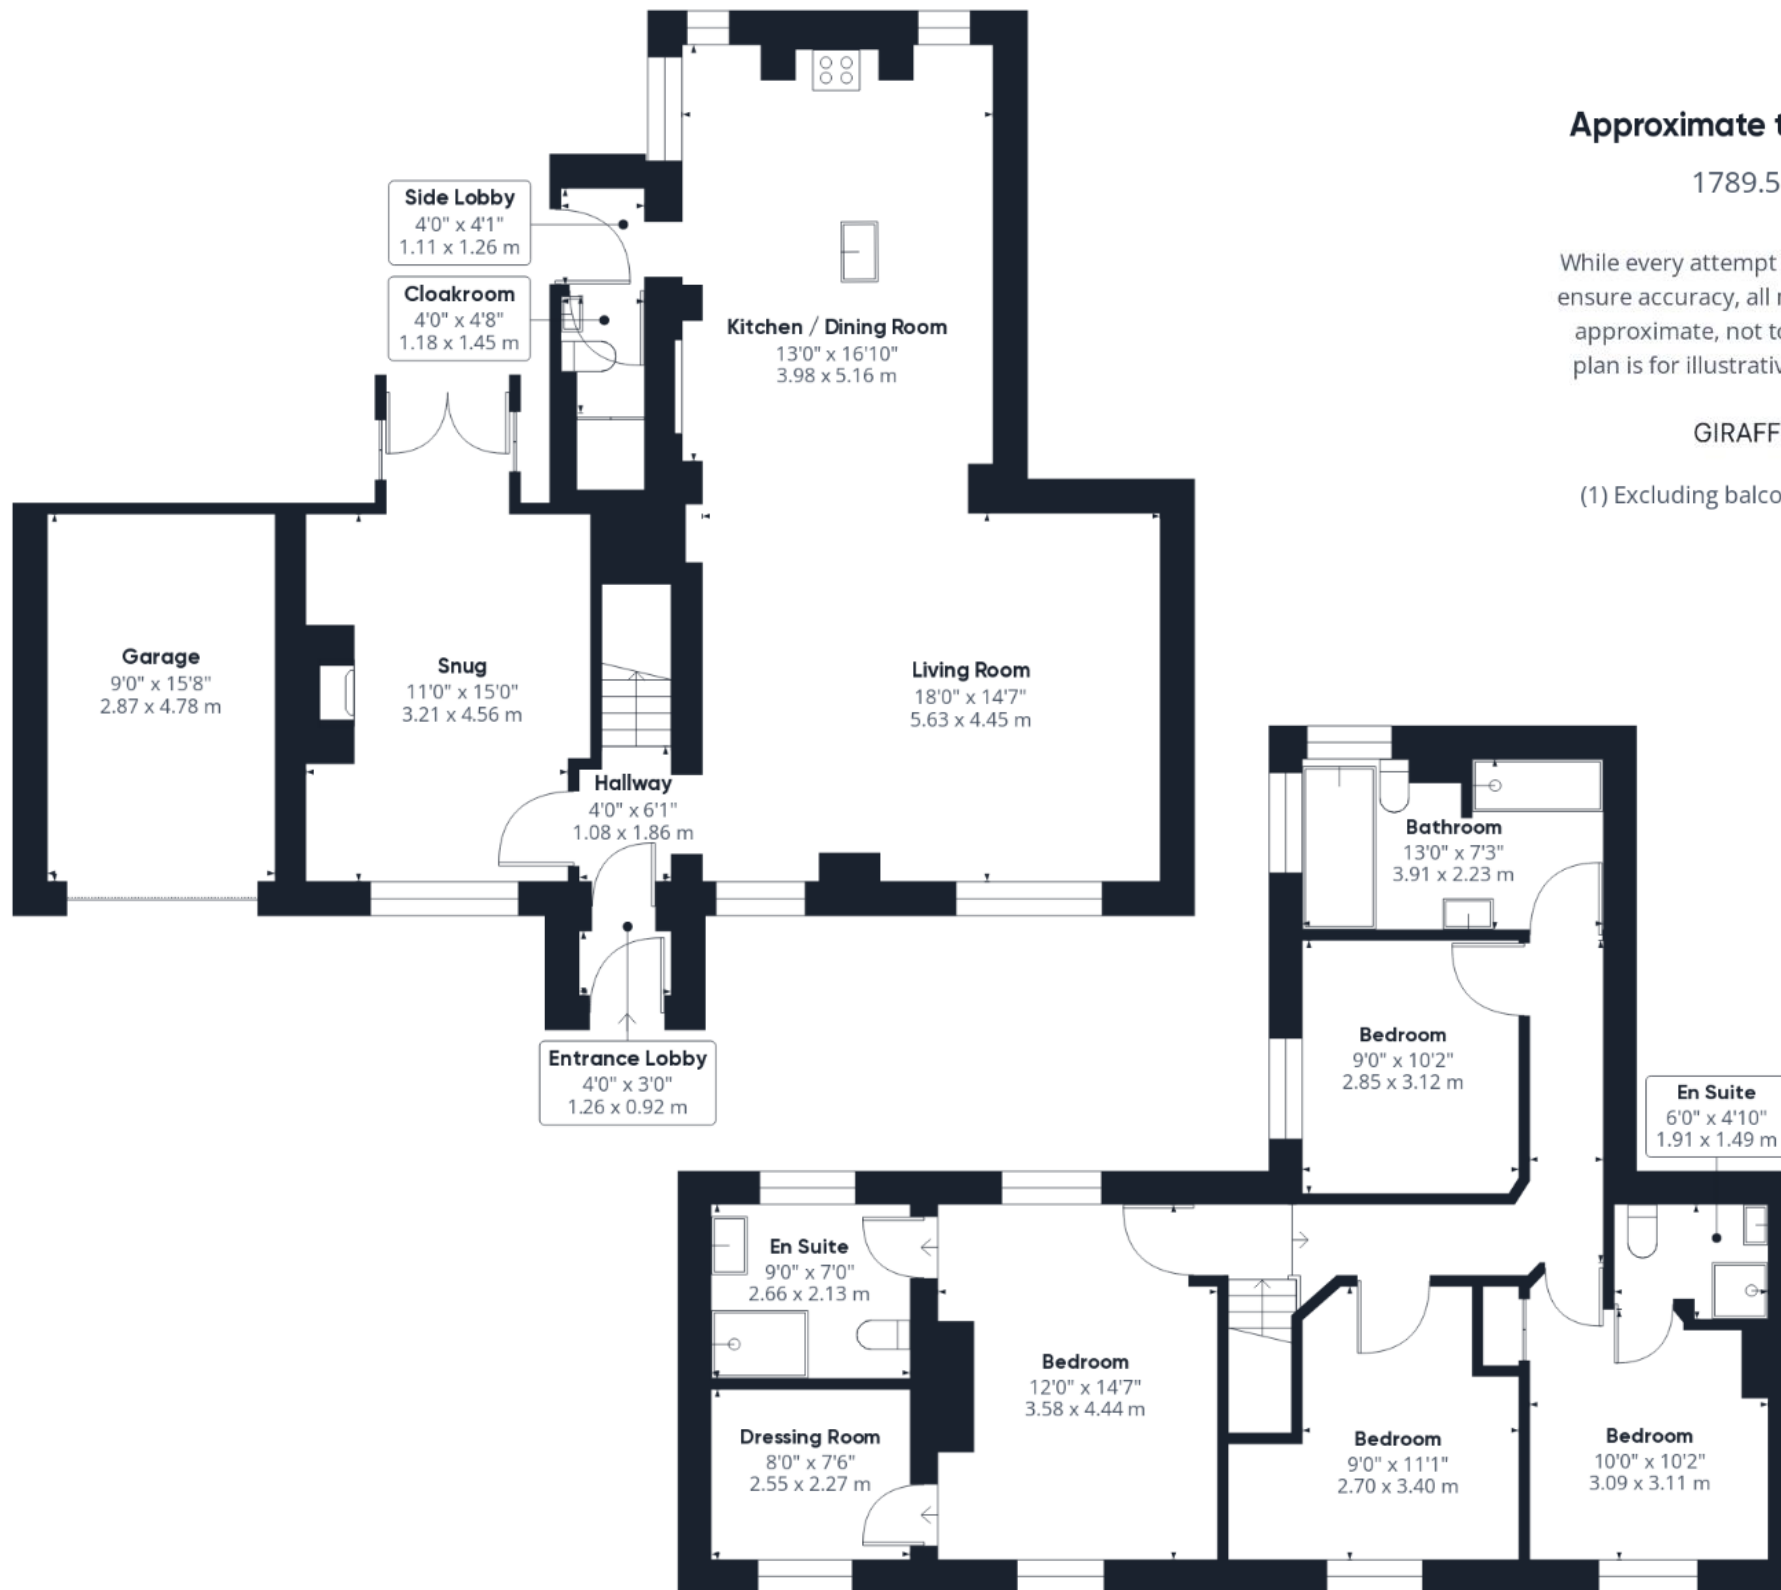 Approximate
1789.5
While every attempt
ensure accuracy, all
approximate, not
plan is for
GIRAFF
(1) Excluding
Side Lobby
4'0" x 4'1"
1.11 x 1.26 m
Cloakroom
4'0" x 4'8"
1.18 x 1.45 m
Kitchen / Dining Room
13'0" x 16'10"
3.98 x 5.16 m
Garage
9'0" x 15'8"
2.87 x 4.78 m
Snug
11'0" x 15'0"
3.21 x 4.56 m
Living Room
18'0" x 14'7"
5.63 x 4.45 m
Hallway
4'0" x 6'1"
1.08 x 1.86 m
Entrance Lobby
4'0" x 3'0"
1.26 x 0.92 m
Bathroom
13'0" x 7'3"
3.91 x 2.23 m
Bedroom
9'0" x 10'2"
2.85 x 3.12 m
En Suite
6'0" x 4'10"
1.91 x 1.49 m
En Suite
9'0" x 7'0"
2.66 x 2.13 m
Bedroom
12'0" x 14'7"
3.58 x 4.44 m
Dressing Room
8'0" x 7'6"
2.55 x 2.27 m
Bedroom
9'0" x 11'1"
2.70 x 3.40 m
Bedroom
10'0" x 10'2"
3.09 x 3.11 m